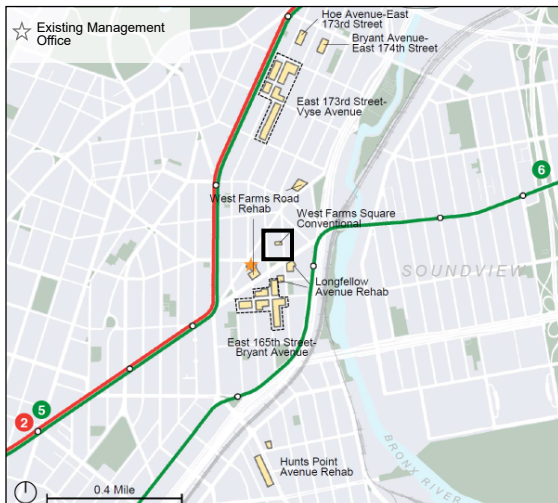 Existing Management
Office
Hoe Avenue-East
173rd Street
Bryant Avenue-
East 174th Street
East 173rd Street-
Vyse Avenue
6
West Farms Road
Rehab
West Farms Square
Conventional
SOUNDVIEW
Longfellow
Avenue Rehab
East 165th Street-
Bryant Avenue
2
5
Hunts Point
Avenue Rehab
BRONX RIVER
0.4 Mile